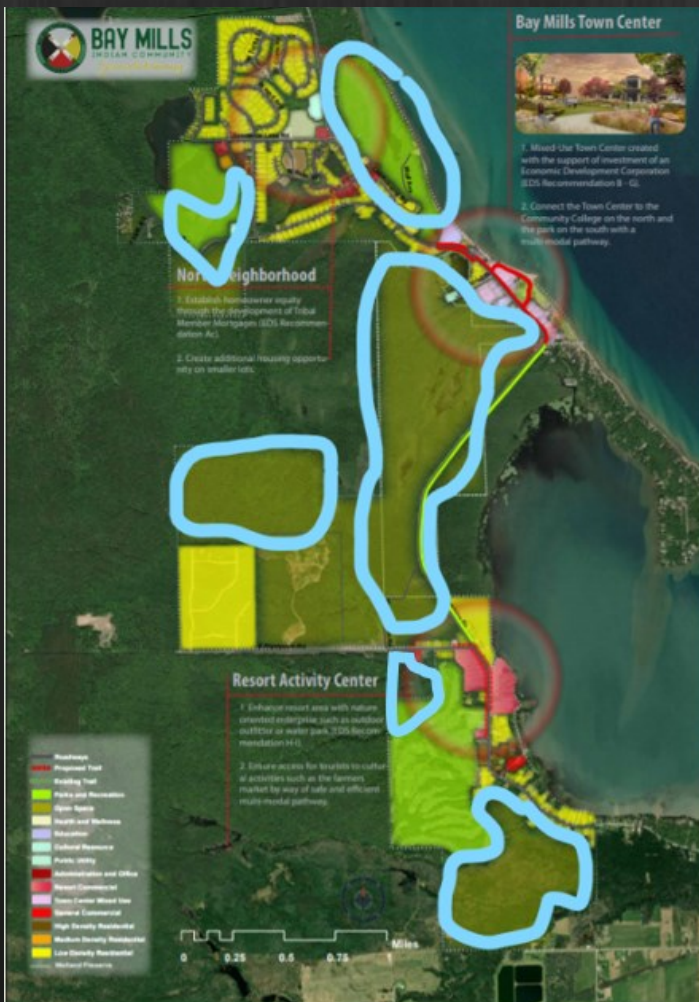 BAY MILLS
INDIAN COMMUNITY
Bay Mills Town Center
1. Mixed-Use Town Center created
with the support of investment of an
Economic Development Corporation
(EDS Recommendation B - G).
2. Connect the Town Center to the
Community College on the north and
the park on the south with a
multi-modal pathway.
North Neighborhood
1. Establish homeowner equity
through the development of Tribal
Member Mortgages (EDS Recommen-
dation Ac).
2. Create additional housing opportu-
nity on smaller lots.
Resort Activity Center
1. Enhance resort area with nature
oriented enterprise such as outdoor
outfitter or water park (EDS Recom-
mendation H-I).
2. Ensure access for tourists to cultur-
al activities such as the farmers
market by way of safe and efficient
multi-modal pathway.
Roadways
Proposed Trail
Existing Trail
Parks and Recreation
Open Space
Health and Wellness
Education
Cultural Resource
Public Utility
Administration and Office
Resort Commercial
Town Center Mixed Use
General Commercial
High Density Residential
Medium Density Residential
Low Density Residential
Wetland Preserve
Miles
0 0.25 0.5 0.75 1